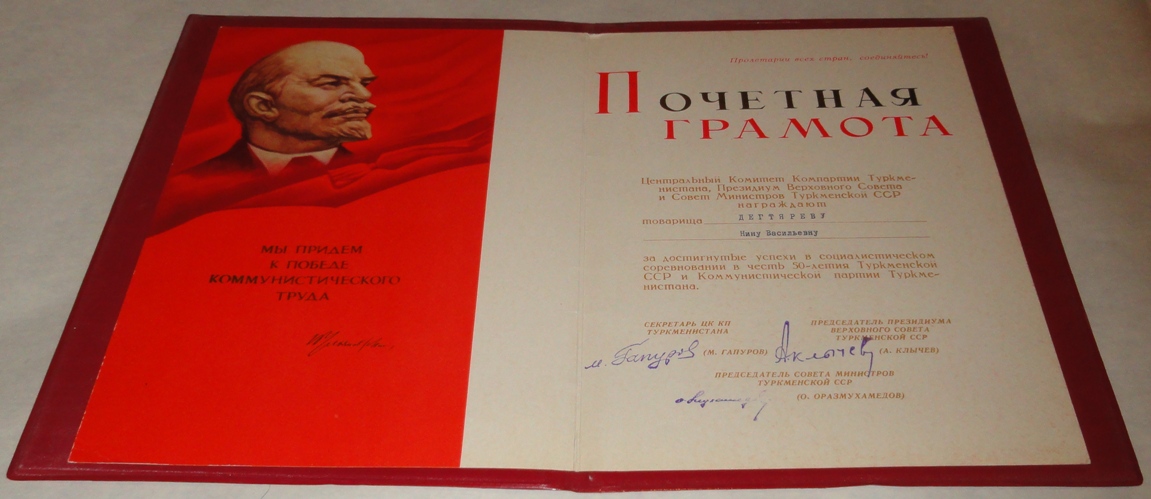 МЫ ПРИДЕМ
К ПОБЕДЕ
КОММУНИСТИЧЕСКОГО
ТРУДА
Пролетарии всех стран, соединяйтесь!
ПОЧЕТНАЯ
ГРАМОТА
Центральный Комитет Компартии Туркме-
нистана, Президиум Верховного Совета
и Совет Министров Туркменской ССР
награждают
товарища ДЕГТЯРЕВУ
Нину Васильевну
за достигнутые успехи в социалистическом
соревновании в честь 50-летия Туркменской
ССР и Коммунистической партии Туркме-
нистана.
СЕКРЕТАРЬ ЦК КП
ТУРКМЕНИСТАНА
м. Гапуров (М. ГАПУРОВ)
ПРЕДСЕДАТЕЛЬ ПРЕЗИДИУМА
ВЕРХОВНОГО СОВЕТА
ТУРКМЕНСКОЙ ССР
А Клычев (А. КЛЫЧЕВ)
ПРЕДСЕДАТЕЛЬ СОВЕТА МИНИСТРОВ
ТУРКМЕНСКОЙ ССР
(О. ОРАЗМУХАМЕДОВ)